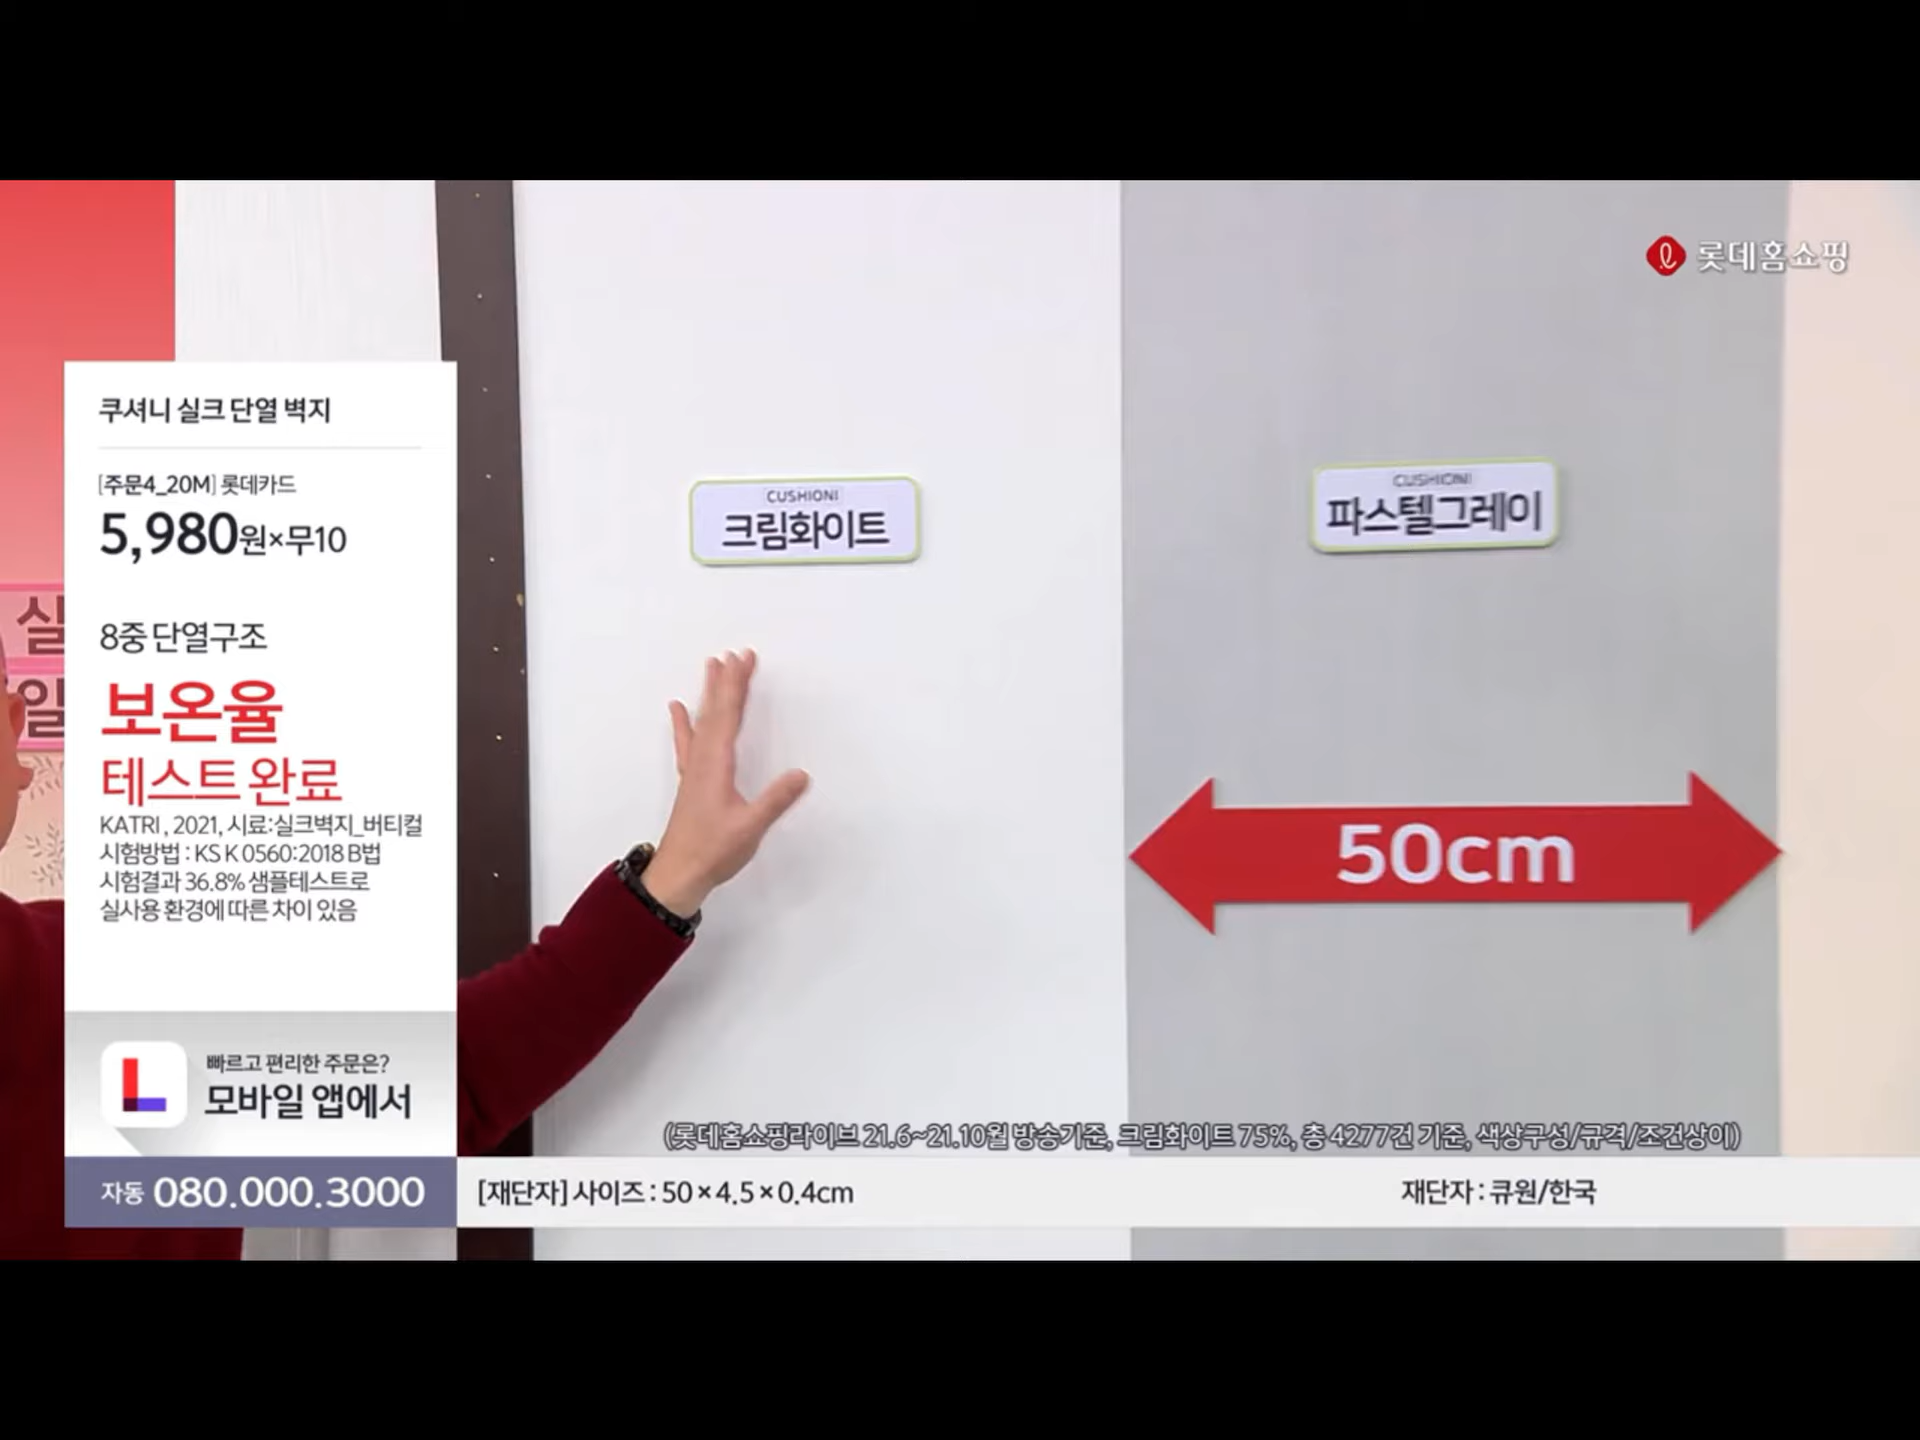 롯데홈쇼핑
쿠셔니 실크 단열 벽지
[주문4_20M] 롯데카드
5,980원×무10
8중 단열구조
보온율
테스트 완료
KATRI, 2021, 시료:실크벽지_버티컬
시험방법 : KS K 0560:2018 B법
시험결과 36.8% 샘플테스트로
실사용 환경에 따른 차이 있음
빠르고 편리한 주문은?
모바일 앱에서
자동 080.000.3000
실
일
CUSHIONI
크림화이트
CUSHIONI
파스텔그레이
50cm
(롯데홈쇼핑라이브 21.6~21.10월 방송기준, 크림화이트 75%, 총 4277건 기준, 색상구성/규격/조건상이)
[재단자] 사이즈 : 50×4.5×0.4cm
재단자 : 큐원/한국